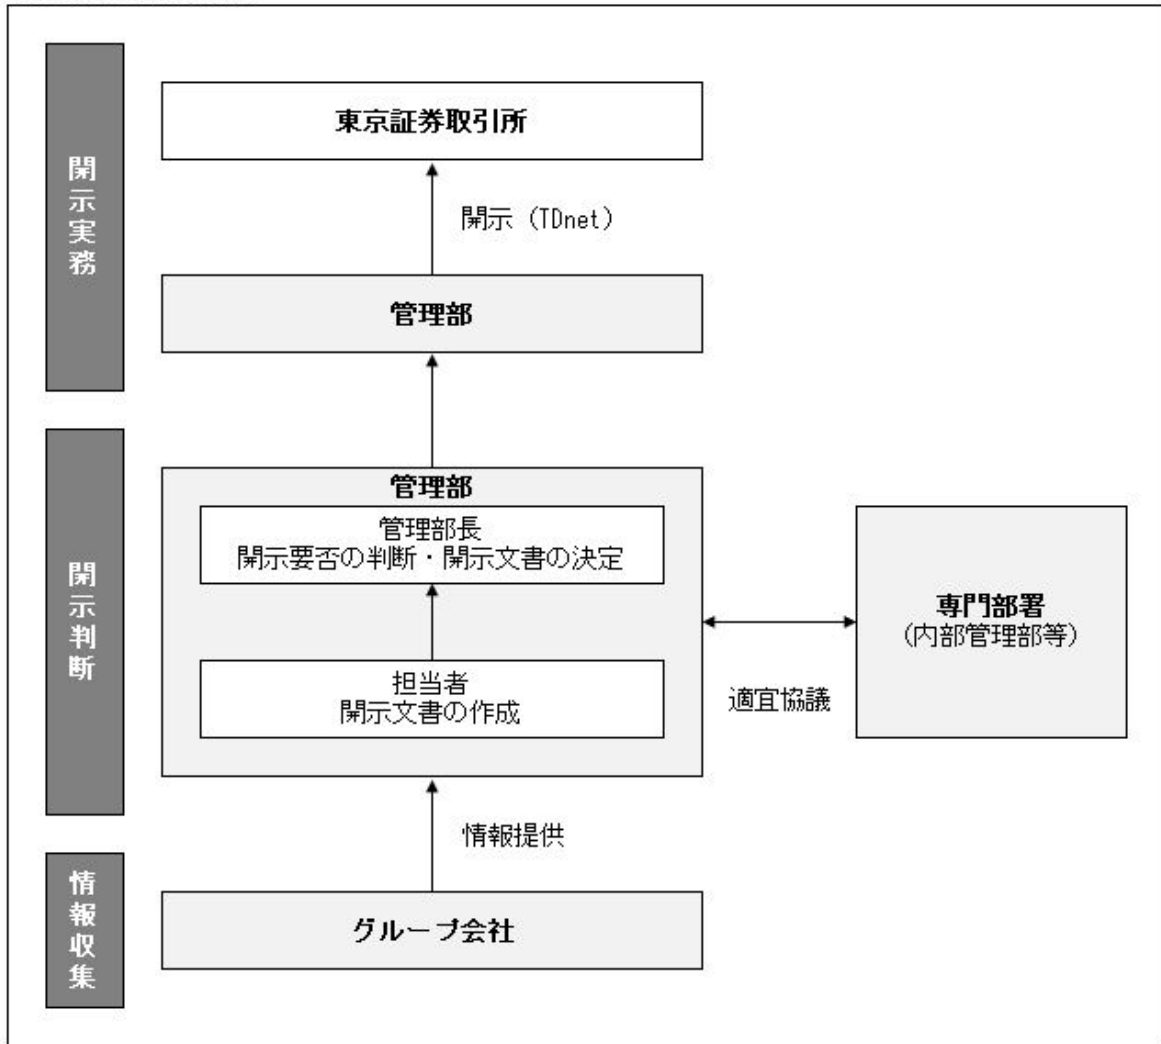 開示実務
東京証券取引所
開示（TDnet）
管理部
開示判断
管理部
管理部長
開示要否の判断・開示文書の決定
担当者
開示文書の作成
適宜協議
専門部署
（内部管理部等）
情報提供
情報収集
グループ会社